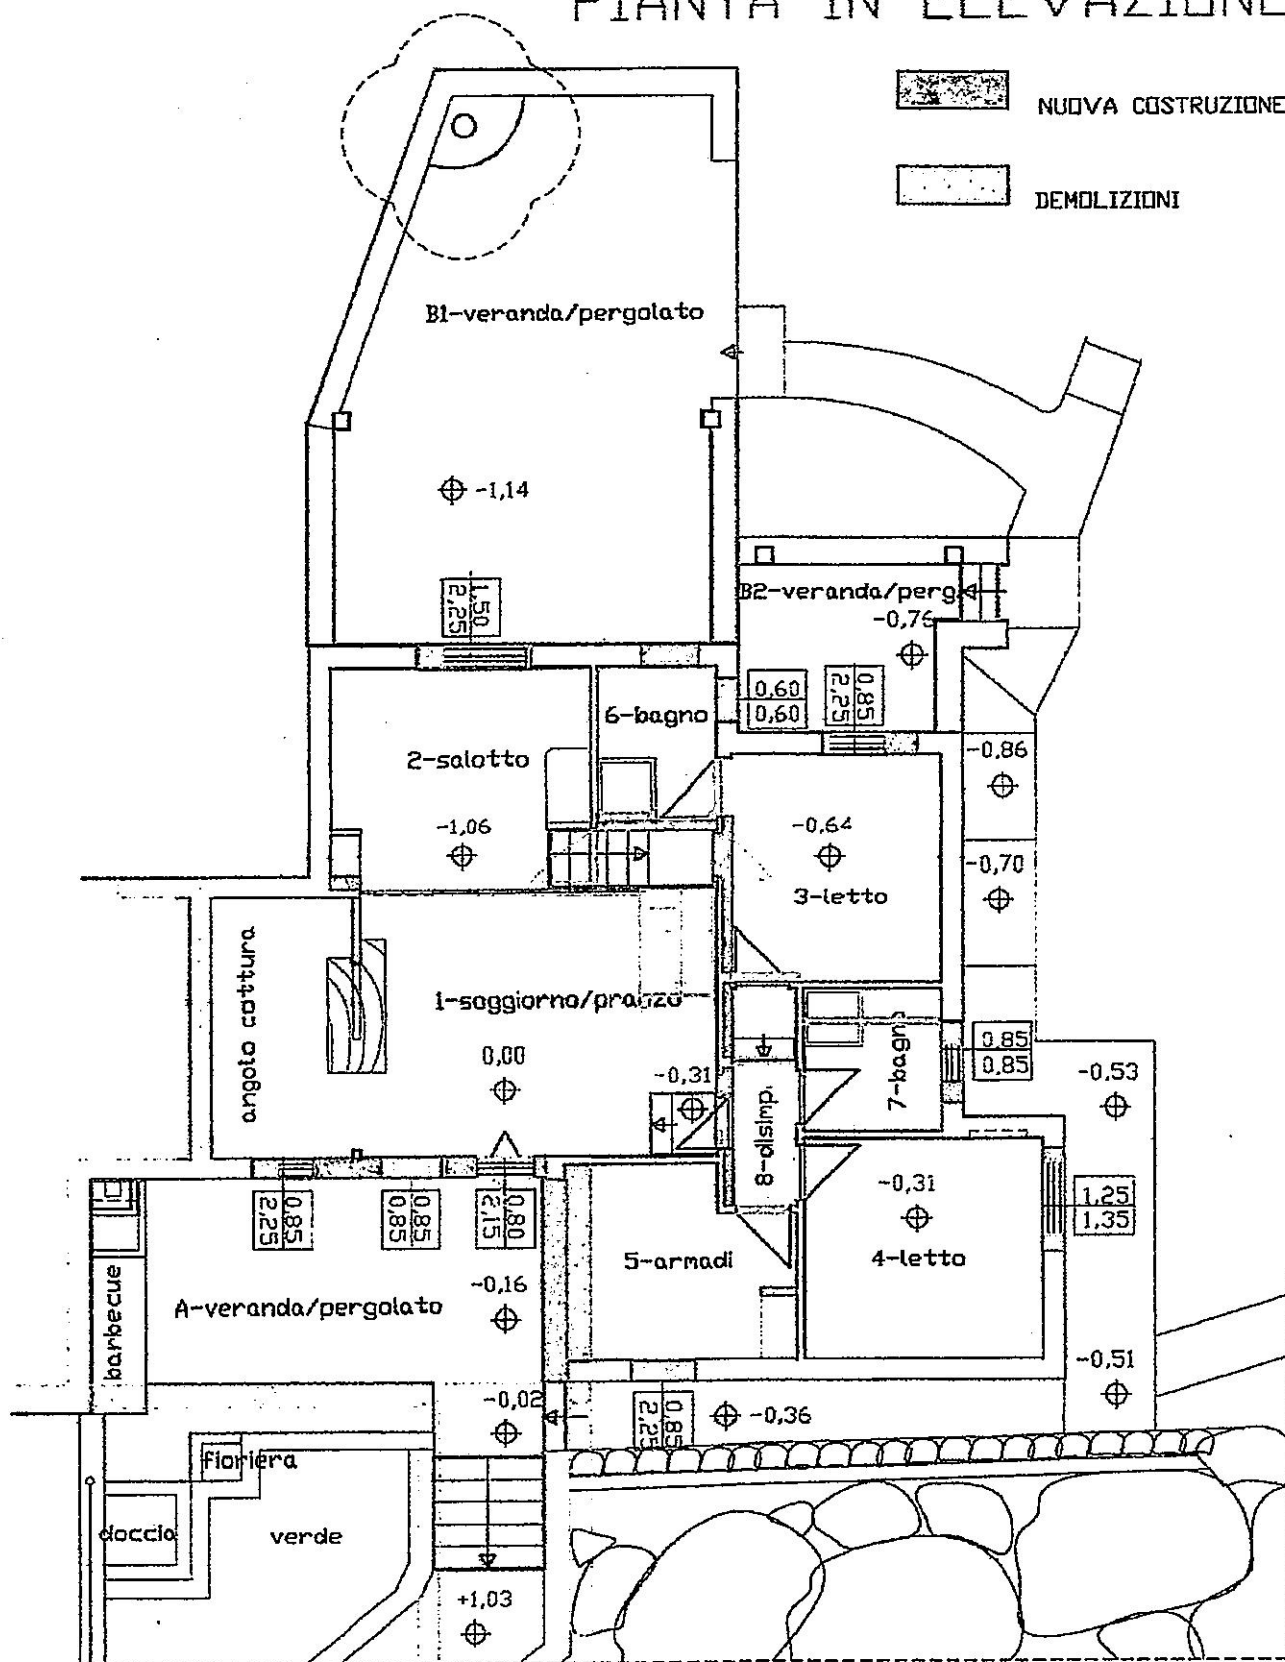 PIANTA IN ELEVAZIONE
NUOVA COSTRUZIONE
DEMOLIZIONI
B1-veranda/pergolato
-1,14
1,50
2,25
B2-veranda/perg.
-0,76
0,60
0,60
0,85
2,25
6-bagno
2-salotto
-1,06
-0,86
-0,64
-0,70
3-letto
angolo cottura
1-soggiorno/pranzo
0,00
-0,31
7-bagno
0,85
0,85
-0,53
8-disimp.
0,85
2,25
0,85
0,85
0,80
2,15
-0,31
1,25
1,35
5-armadi
4-letto
-0,16
A-veranda/pergolato
barbecue
-0,51
-0,02
0,85
2,25
-0,36
fioriera
doccia
verde
+1,03